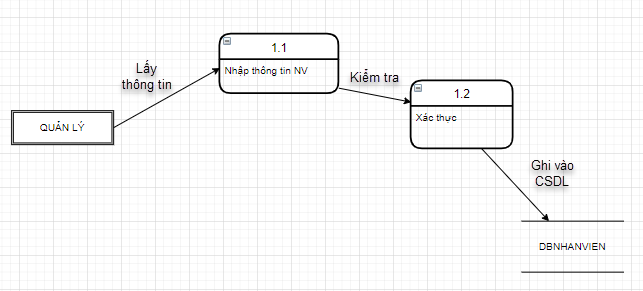 Lấy
thông tin
1.1
Nhập thông tin NV
Kiểm tra
1.2
Xác thực
QUẢN LÝ
Ghi vào
CSDL
DBNHANVIEN